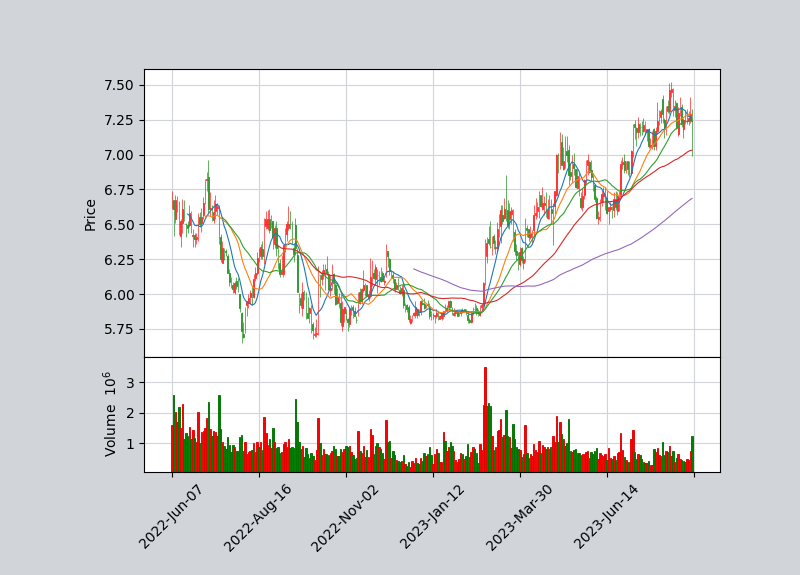 Price
7.50
7.25
7.00
6.75
6.50
6.25
6.00
5.75
Volume 10^6
3
2
1
2022-Jun-07
2022-Aug-16
2022-Nov-02
2023-Jan-12
2023-Mar-30
2023-Jun-14